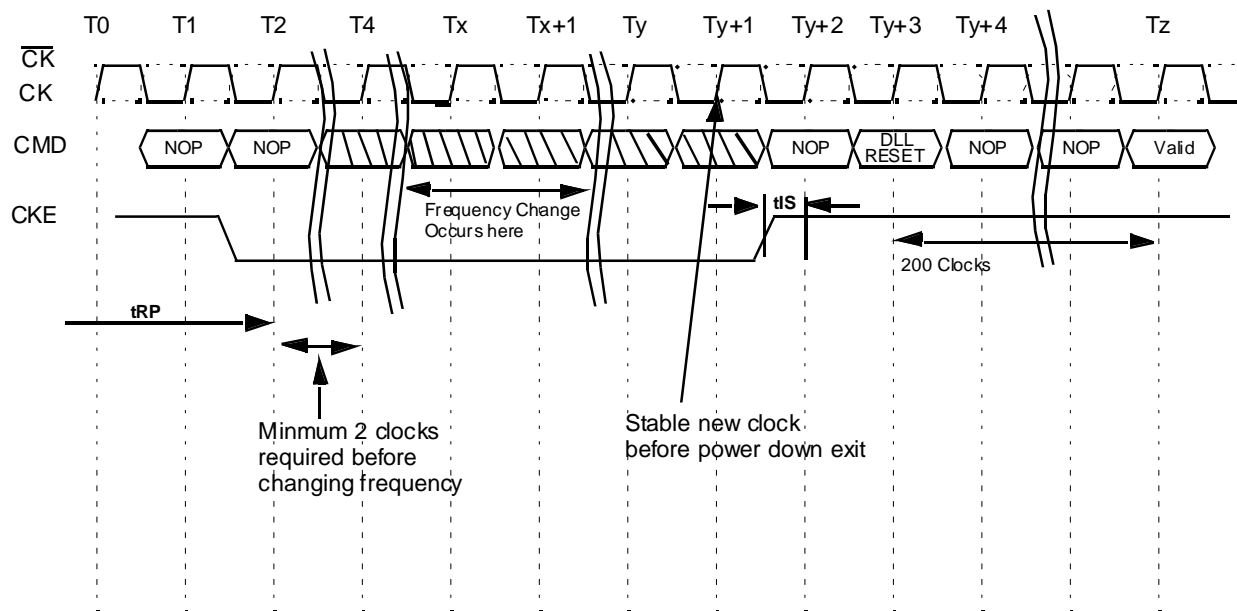 T0 T1 T2 T4 Tx Tx+1 Ty Ty+1 Ty+2 Ty+3 Ty+4 Tz
CK
CK
CMD NOP NOP NOP DLL RESET NOP NOP Valid
CKE
Frequency Change
Occurs here
tIS
200 Clocks
tRP
Minmum 2 clocks
required before
changing frequency
Stable new clock
before power down exit